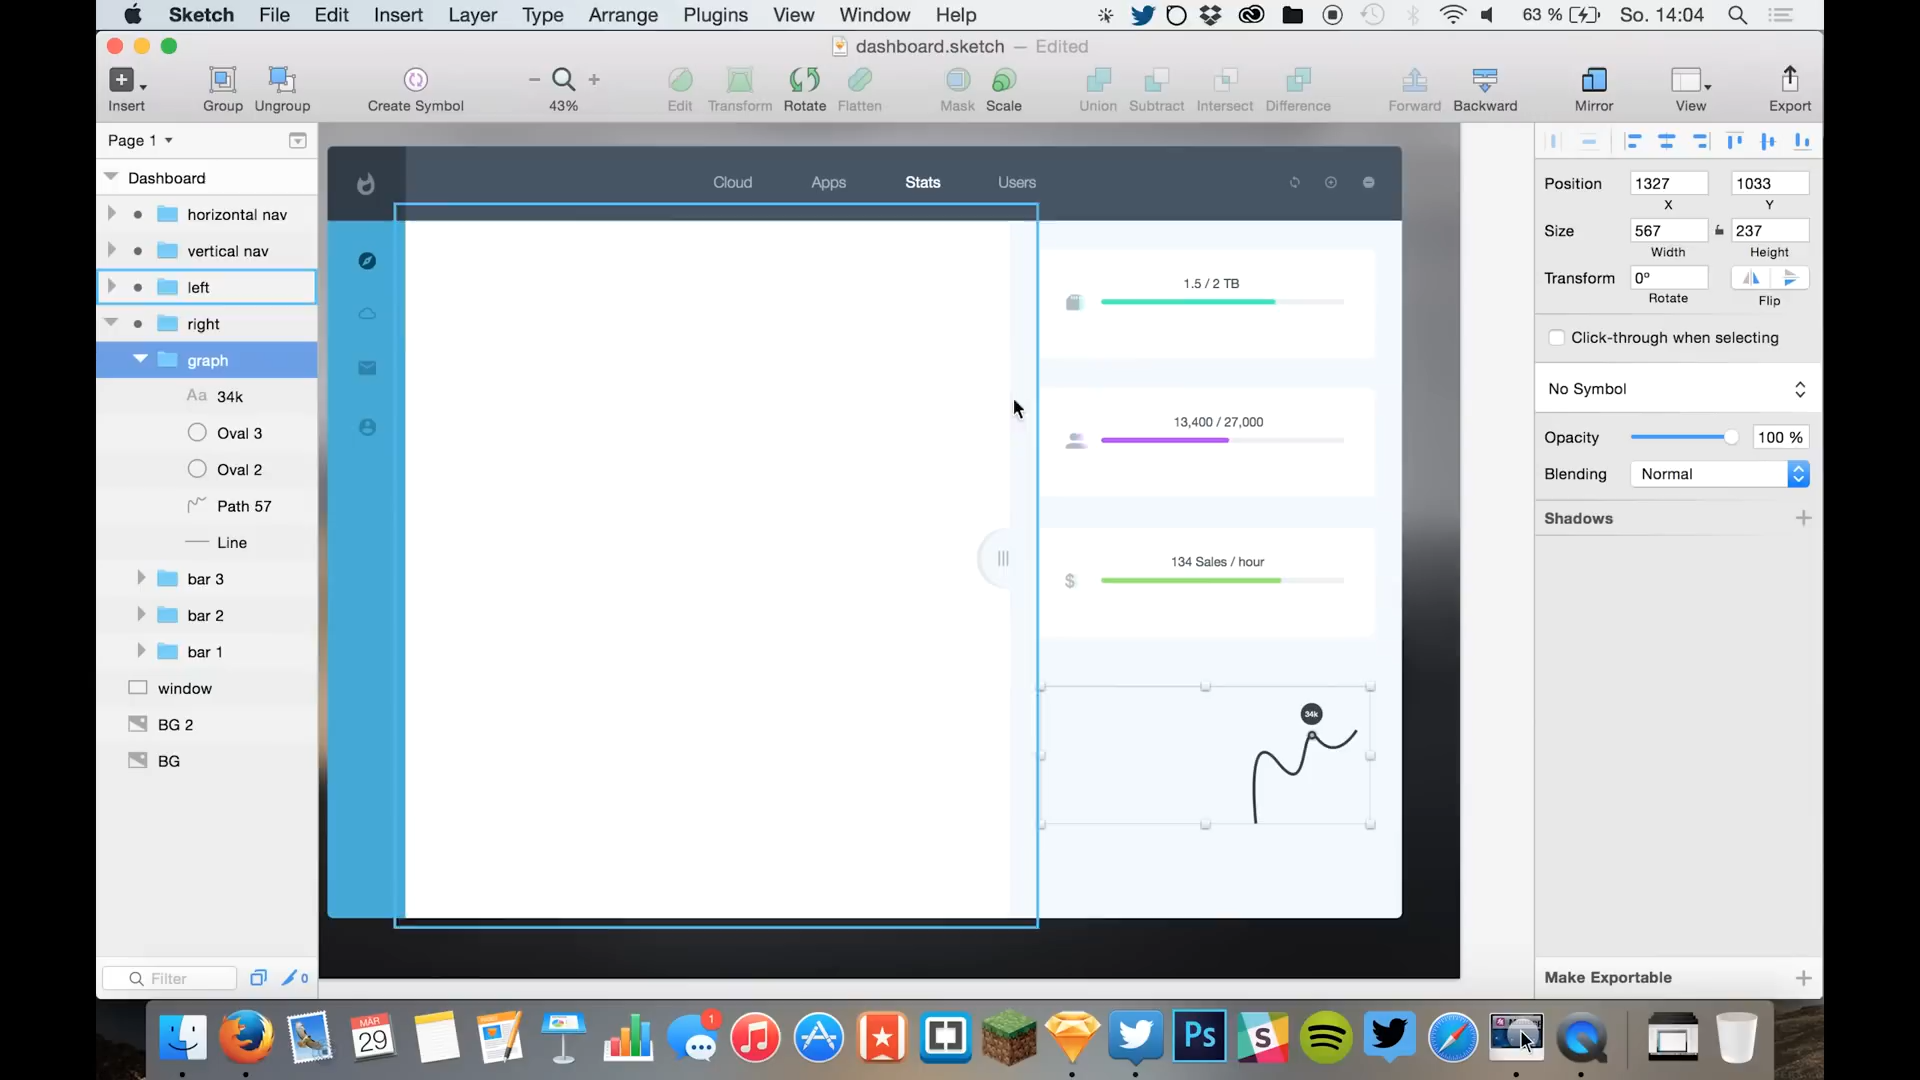 Sketch File Edit Insert Layer Type Arrange Plugins View Window Help 63 % So. 14:04
dashboard.sketch — Edited
Insert Group Ungroup Create Symbol 43% Edit Transform Rotate Flatten Mask Scale Union Subtract Intersect Difference Forward Backward Mirror View Export
Page 1
Dashboard
horizontal nav
vertical nav
left
right
graph
Aa 34k
Oval 3
Oval 2
Path 57
Line
bar 3
bar 2
bar 1
window
BG 2
BG
Filter 0
Cloud Apps Stats Users
1.5 / 2 TB
13,400 / 27,000
134 Sales / hour
$
34k
Position 1327 1033
X Y
Size 567 237
Width Height
Transform 0°
Rotate Flip
Click-through when selecting
No Symbol
Opacity 100 %
Blending Normal
Shadows +
Make Exportable +
MÄR
29
1
Ps
S